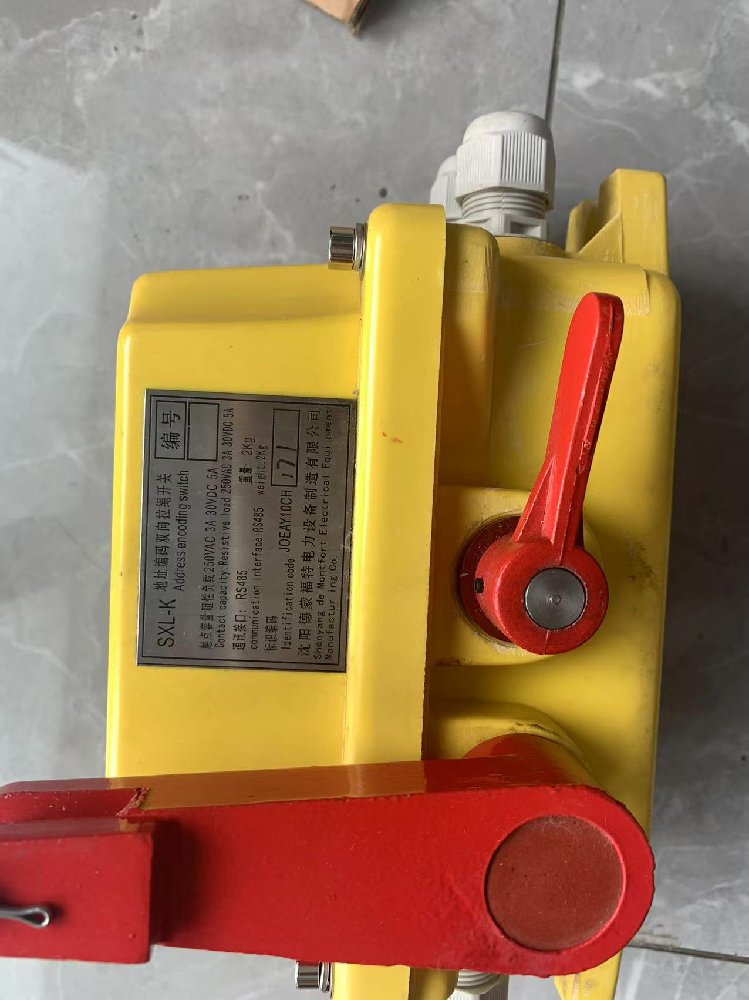 SXL-K 地址编码双向拉绳开关 编号
Address encoding switch
触点容量:阻性负载 250VAC 3A 30VDC 5A
Contact capacity:Resistive load 250VAC 3A 30VDC 5A
通讯接口: RS485 重量: 2Kg
communication interface:RS485 weight:2Kg
标识编码
Identification code JOEAY10CH 171
沈阳德蒙福特电力设备制造有限公司
Shenyang de Montfort Electrical Equi pment
Manufactur ing Co.